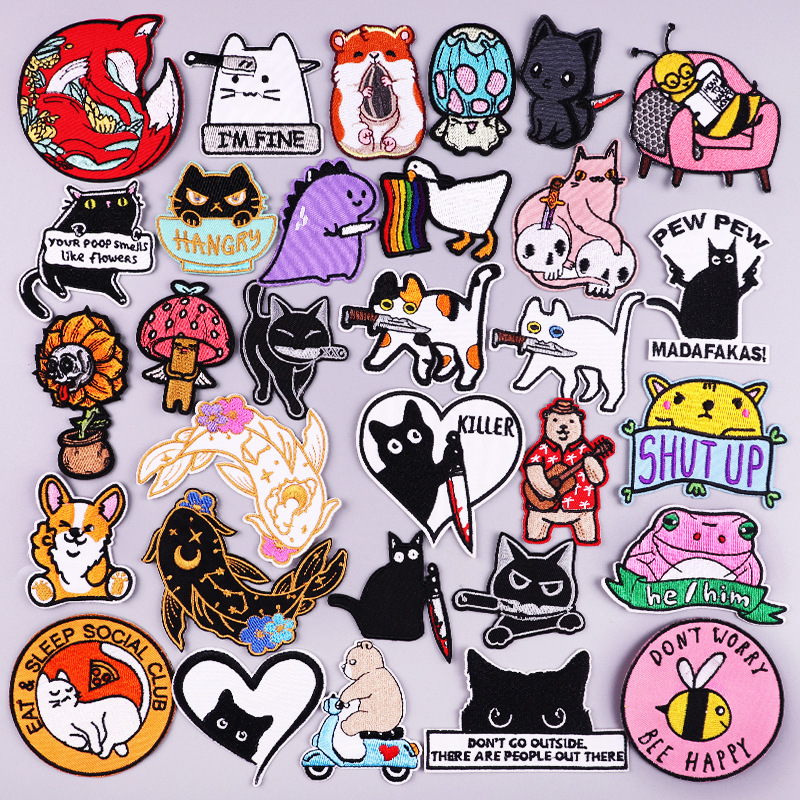 I'M FINE
YOUR POOP smells
like flowers
HANGRY
PEW PEW
MADAFAKAS!
KILLER
SHUT UP
he/him
EAT & SLEEP SOCIAL CLUB
DON'T GO OUTSIDE.
THERE ARE PEOPLE OUT THERE
DON'T WORRY
BEE HAPPY